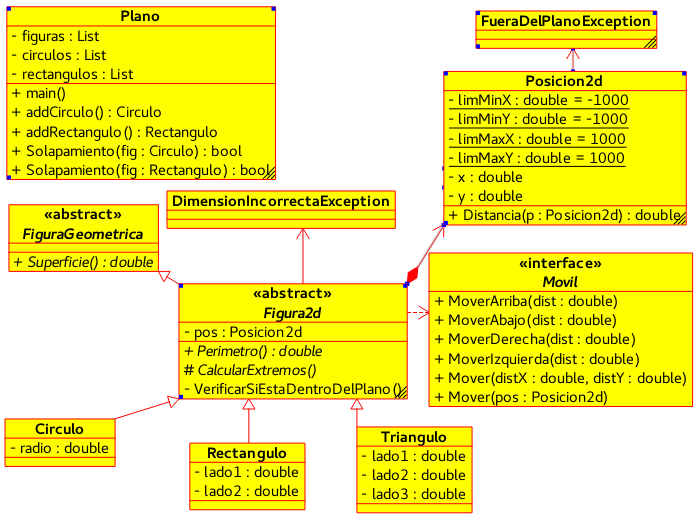 Plano
- figuras : List
- circulos : List
- rectangulos : List
+ main()
+ addCirculo() : Circulo
+ addRectangulo() : Rectangulo
+ Solapamiento(fig : Circulo) : bool
+ Solapamiento(fig : Rectangulo) : bool
FueraDelPlanoException
Posicion2d
- limMinX : double = -1000
- limMinY : double = -1000
- limMaxX : double = 1000
- limMaxY : double = 1000
- x : double
- y : double
+ Distancia(p : Posicion2d) : double
DimensionIncorrectaException
«abstract»
FiguraGeometrica
+ Superficie() : double
«abstract»
Figura2d
- pos : Posicion2d
+ Perimetro() : double
# CalcularExtremos()
- VerificarSiEstaDentroDelPlano()
«interface»
Movil
+ MoverArriba(dist : double)
+ MoverAbajo(dist : double)
+ MoverDerecha(dist : double)
+ MoverIzquierda(dist : double)
+ Mover(distX : double, distY : double)
+ Mover(pos : Posicion2d)
Circulo
- radio : double
Rectangulo
- lado1 : double
- lado2 : double
Triangulo
- lado1 : double
- lado2 : double
- lado3 : double